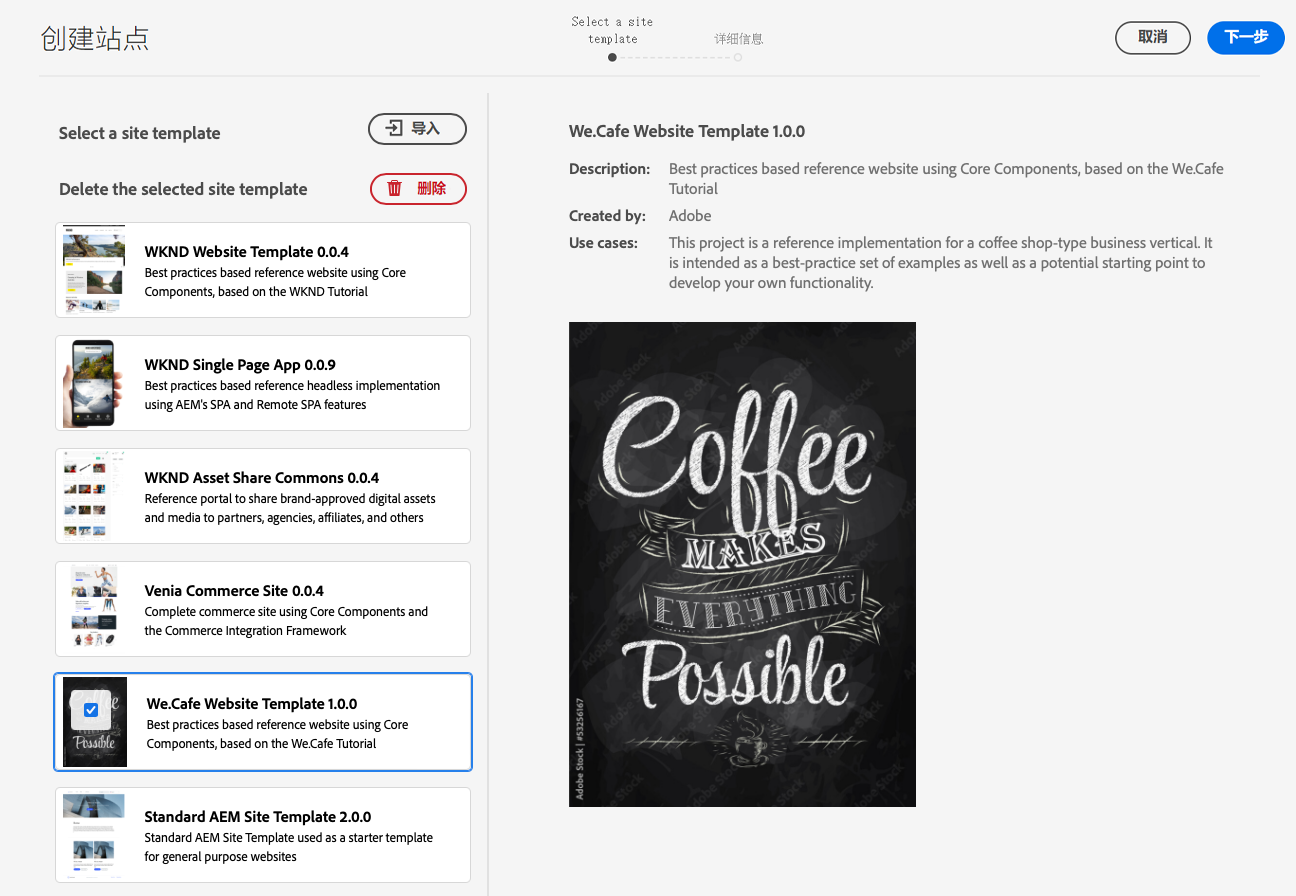 创建站点
Select a site
template
详细信息
取消
下一步
Select a site template
导入
Delete the selected site template
删除
WKND Website Template 0.0.4
Best practices based reference website using Core
Components, based on the WKND Tutorial
WKND Single Page App 0.0.9
Best practices based reference headless implementation
using AEM's SPA and Remote SPA features
WKND Asset Share Commons 0.0.4
Reference portal to share brand-approved digital assets
and media to partners, agencies, affiliates, and others
Venia Commerce Site 0.0.4
Complete commerce site using Core Components and
the Commerce Integration Framework
Possible
We.Cafe Website Template 1.0.0
Best practices based reference website using Core
Components, based on the We.Cafe Tutorial
Standard AEM Site Template 2.0.0
Standard AEM Site Template used as a starter template
for general purpose websites
We.Cafe Website Template 1.0.0
Description: Best practices based reference website using Core Components, based on the We.Cafe
Tutorial
Created by: Adobe
Use cases: This project is a reference implementation for a coffee shop-type business vertical. It
is intended as a best-practice set of examples as well as a potential starting point to
develop your own functionality.
Coffee
MAKES
EVERYTHING
Possible
Adobe Stock | #53256167